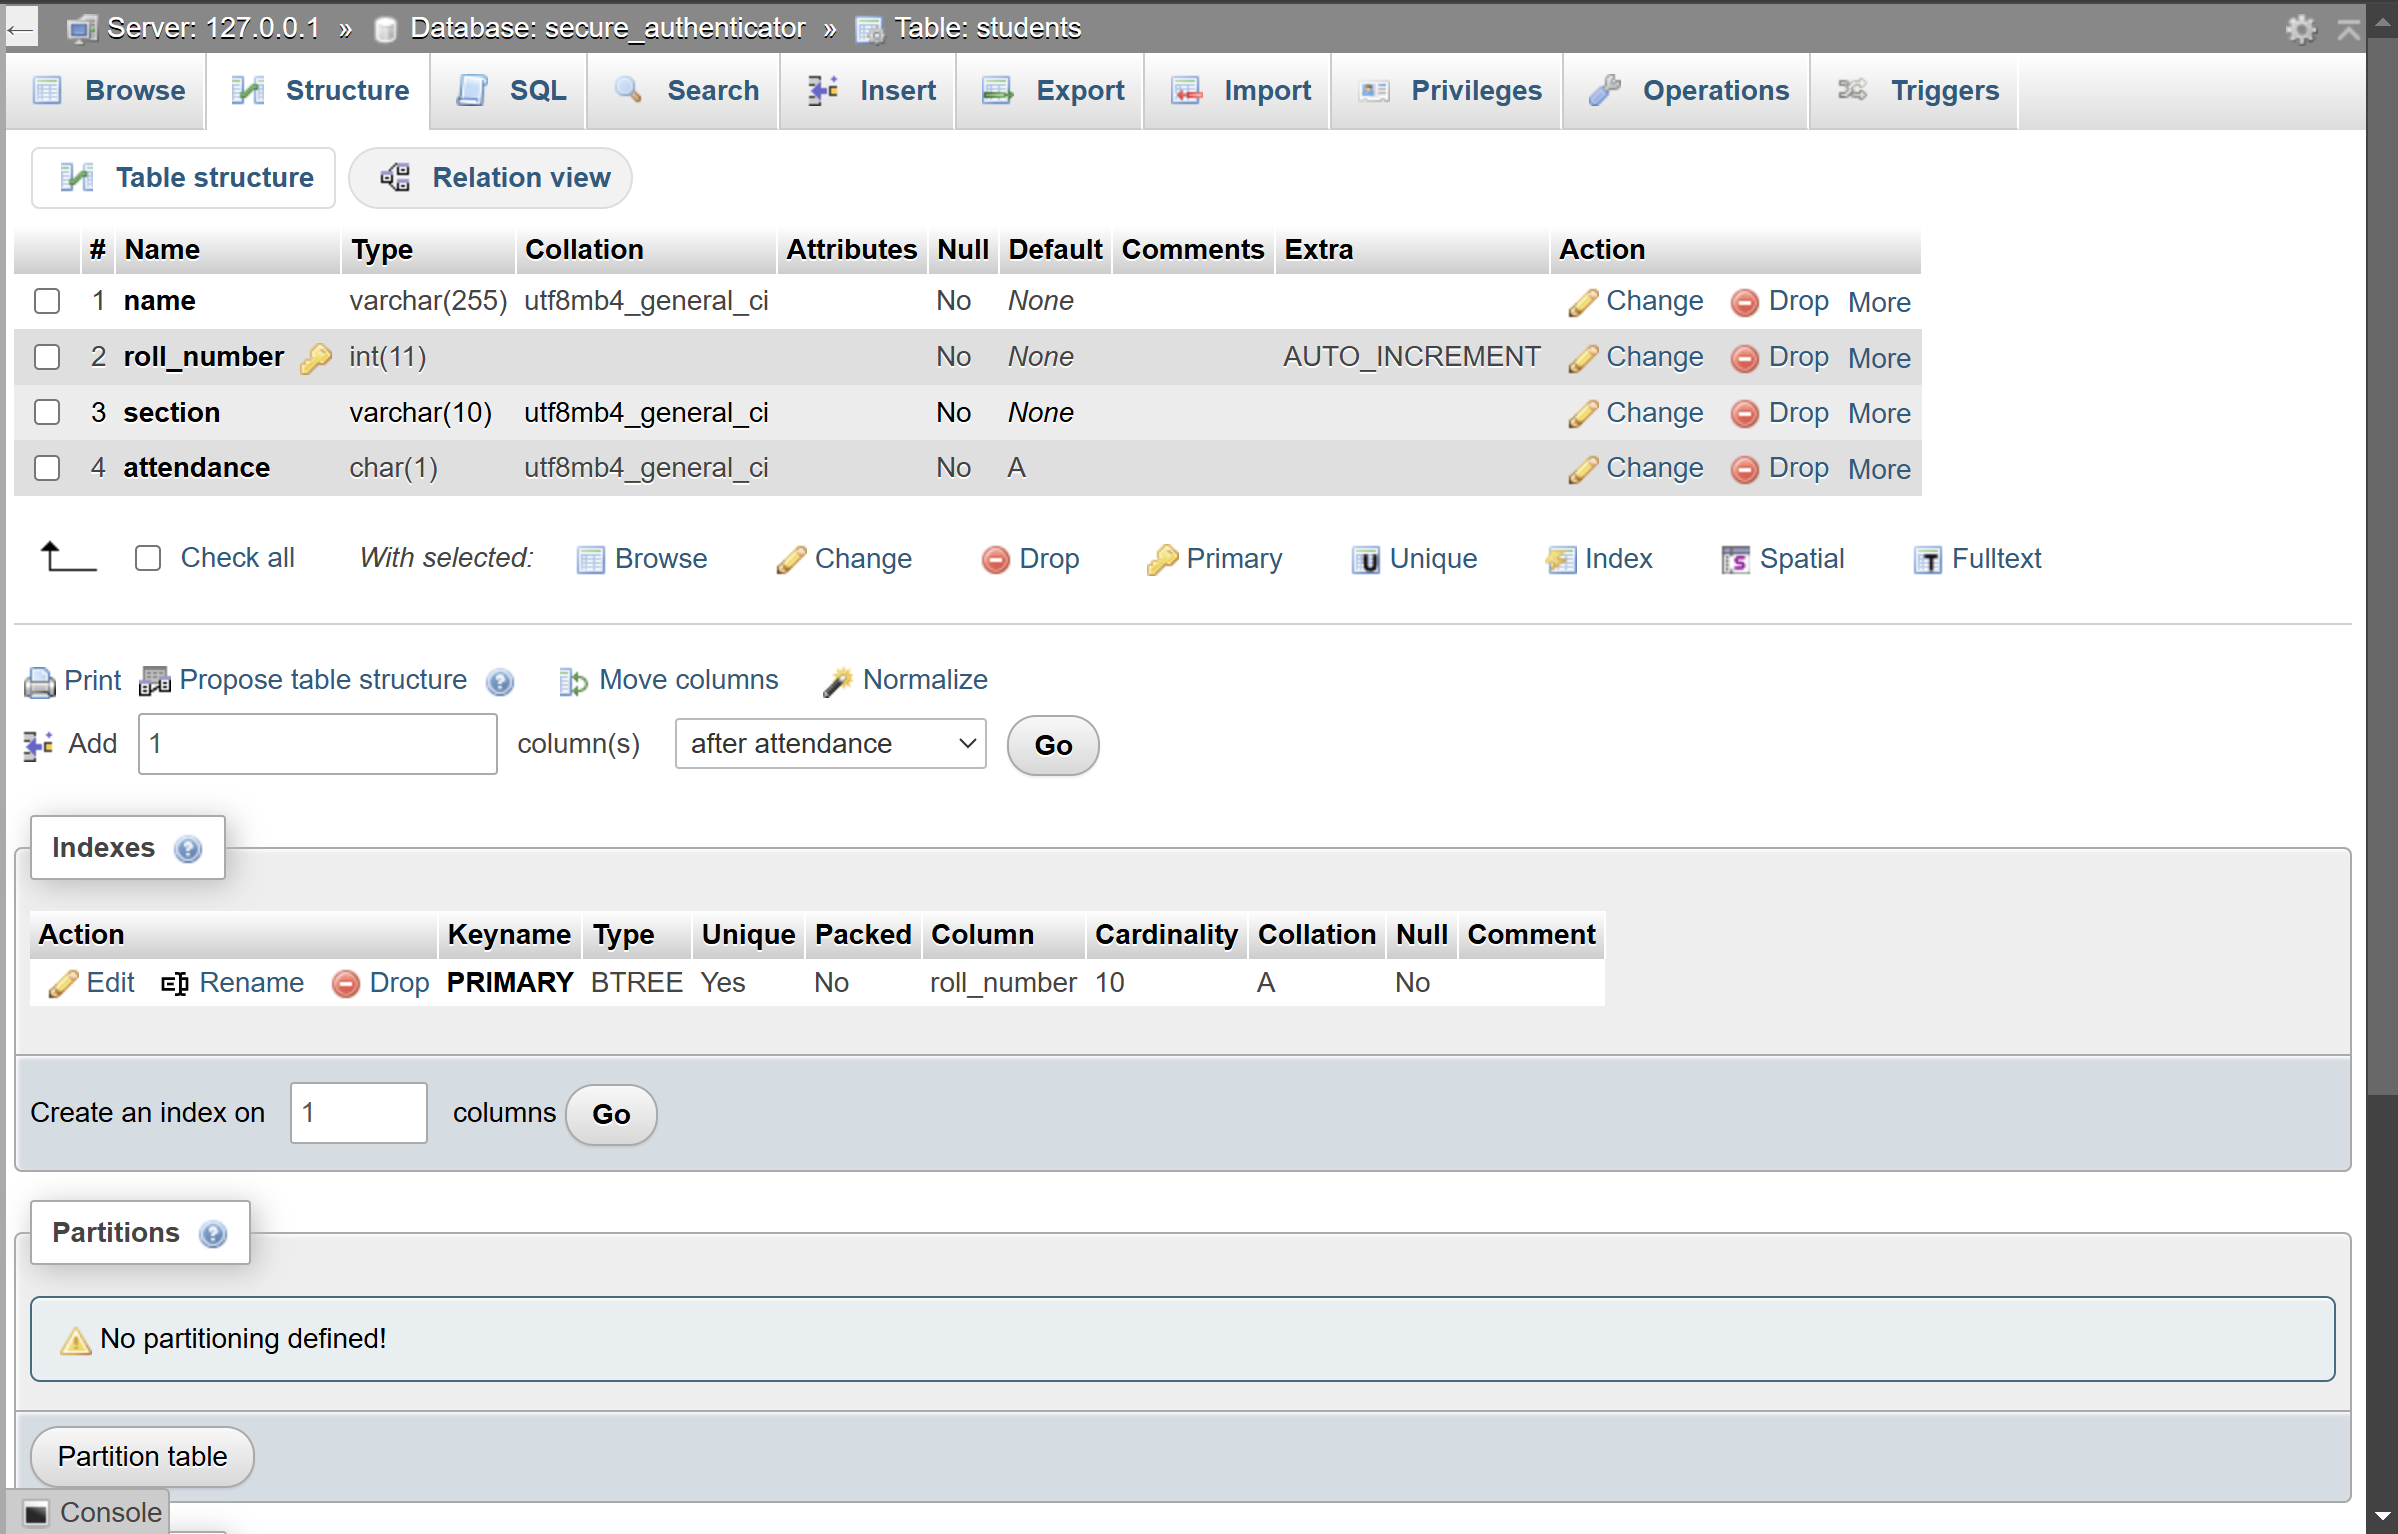 Server: 127.0.0.1 » Database: secure_authenticator » Table: students
Browse Structure SQL Search Insert Export Import Privileges Operations Triggers
Table structure Relation view
# Name Type Collation Attributes Null Default Comments Extra Action
1 name varchar(255) utf8mb4_general_ci No None Change Drop More
2 roll_number int(11) No None AUTO_INCREMENT Change Drop More
3 section varchar(10) utf8mb4_general_ci No None Change Drop More
4 attendance char(1) utf8mb4_general_ci No A Change Drop More
Check all With selected: Browse Change Drop Primary Unique Index Spatial Fulltext
Print Propose table structure Move columns Normalize
Add 1 column(s) after attendance Go
Indexes
Action Keyname Type Unique Packed Column Cardinality Collation Null Comment
Edit Rename Drop PRIMARY BTREE Yes No roll_number 10 A No
Create an index on 1 columns Go
Partitions
No partitioning defined!
Partition table
Console